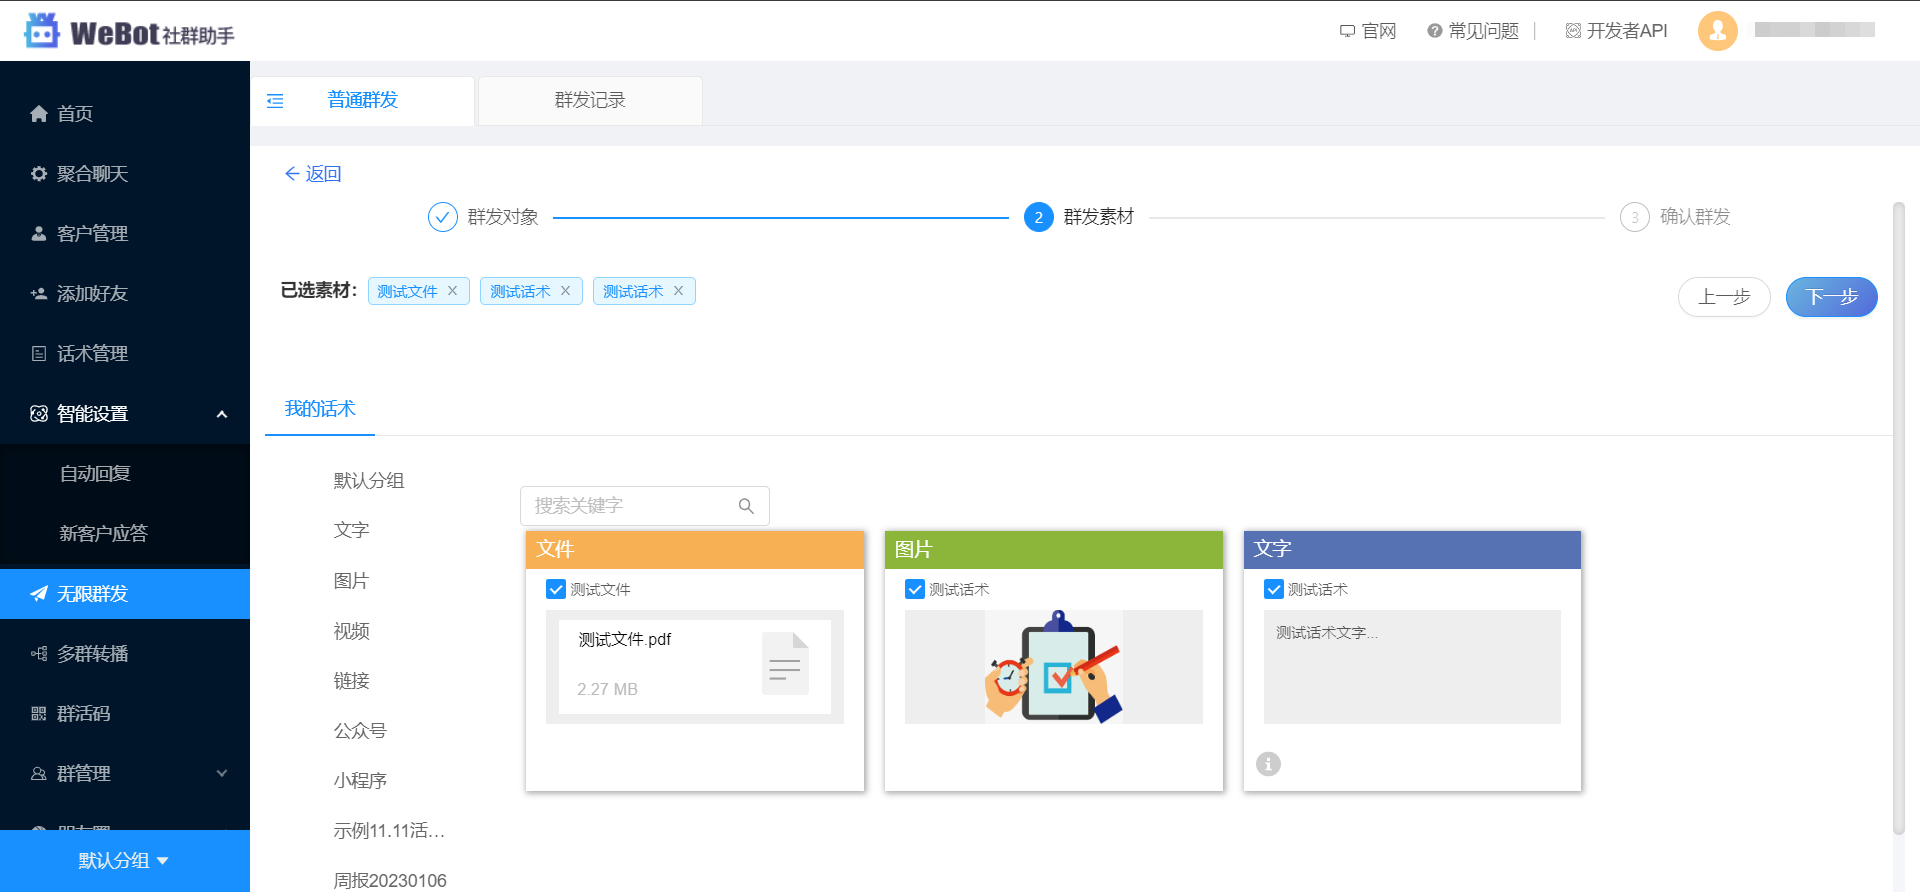 WeBot社群助手
官网
常见问题
开发者API
首页
聚合聊天
客户管理
添加好友
话术管理
智能设置
自动回复
新客户应答
无限群发
多群转播
群活码
群管理
默认分组
普通群发
群发记录
返回
群发对象
2 群发素材
3 确认群发
已选素材: 测试文件 测试话术 测试话术
上一步
下一步
我的话术
默认分组
文字
图片
视频
链接
公众号
小程序
示例11.11活...
周报20230106
搜索关键字
文件
测试文件
测试文件.pdf
2.27 MB
图片
测试话术
文字
测试话术
测试话术文字...